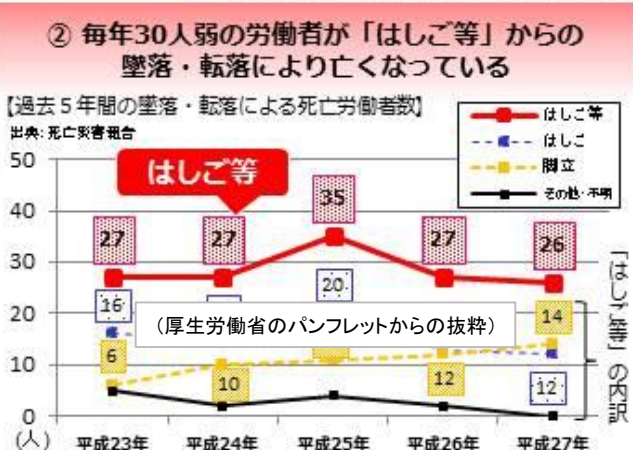 ② 毎年30人弱の労働者が「はしご等」からの
墜落・転落により亡くなっている
【過去５年間の墜落・転落による死亡労働者数】
出典: 死亡災害報告
はしご等
はしご
脚立
その他・不明
はしご等
50
40
30
20
10
0
(人)
27
27
35
27
26
16
20
(厚生労働省のパンフレットからの抜粋)
14
6
10
12
12
平成23年
平成24年
平成25年
平成26年
平成27年
「はしご等」の内訳